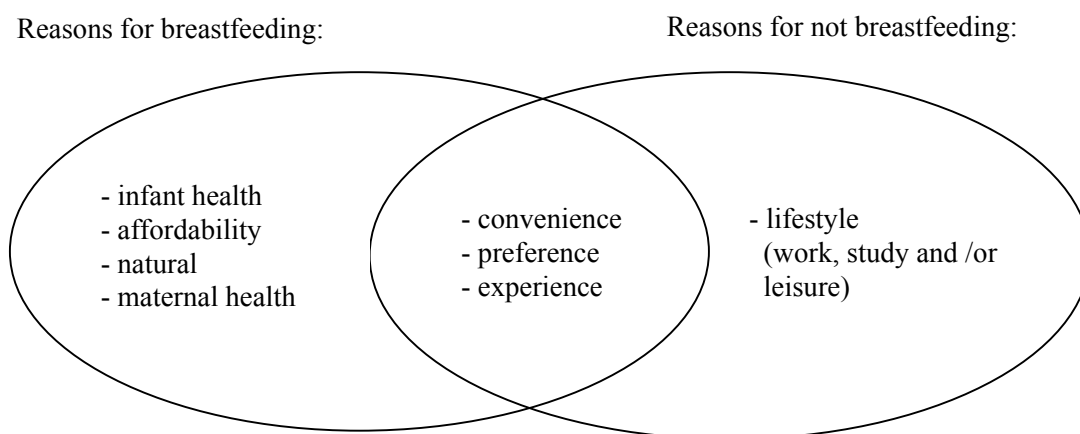 Reasons for breastfeeding:
Reasons for not breastfeeding:
- infant health
- affordability
- natural
- maternal health
- convenience
- preference
- experience
- lifestyle
(work, study and /or
leisure)